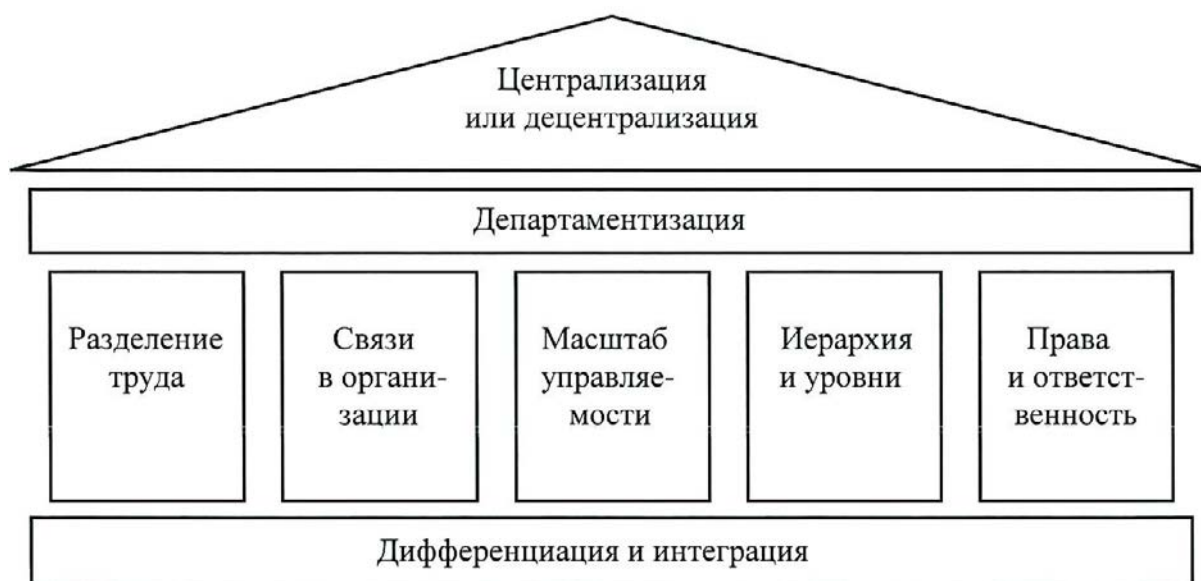 Централизация
или децентрализация
Департаментизация
Разделение
труда
Связи
в органи-
зации
Масштаб
управляе-
мости
Иерархия
и уровни
Права
и ответст-
венность
Дифференциация и интеграция